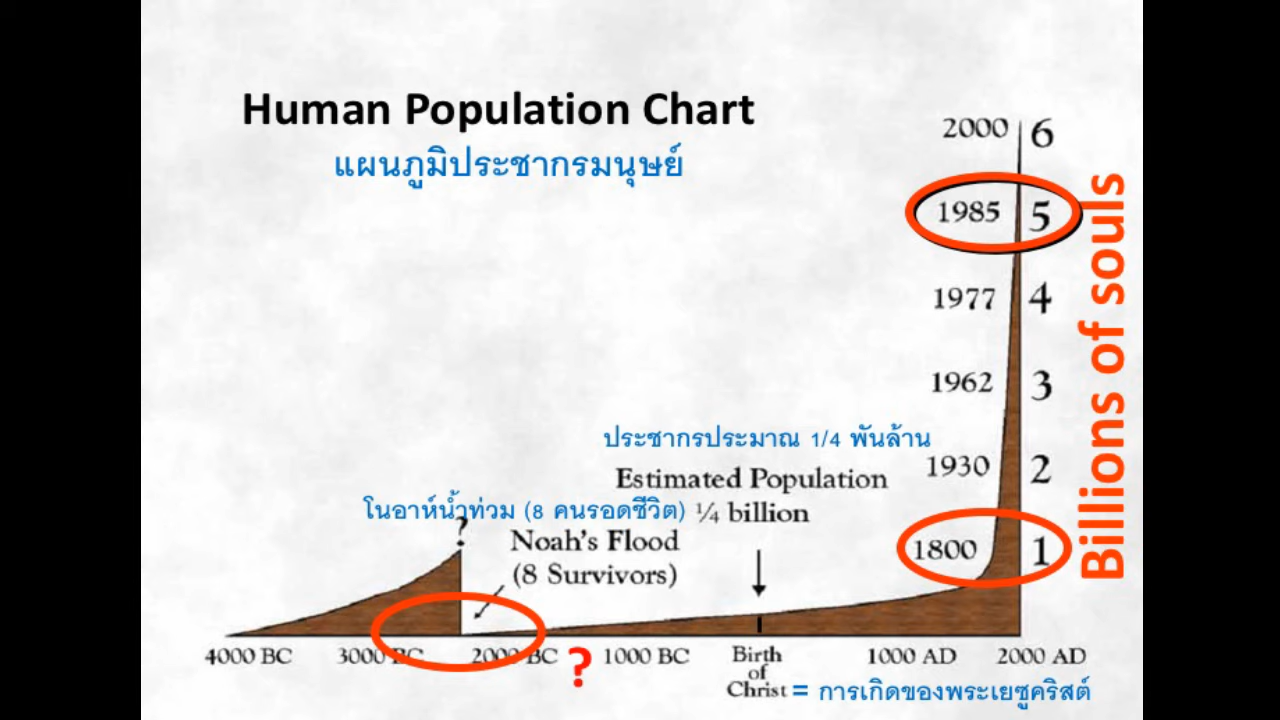 Human Population Chart
แผนภูมิประชากรมนุษย์
2000 6
1985 5
1977 4
1962 3
ประชากรประมาณ 1/4 พันล้าน
1930 2
Estimated Population
¼ billion
โนอาห์น้ำท่วม (8 คนรอดชีวิต)
?
Noah's Flood
(8 Survivors)
1800 1
Billions of souls
4000 BC 3000 BC 2000 BC ? 1000 BC Birth of Christ 1000 AD 2000 AD
= การเกิดของพระเยซูคริสต์